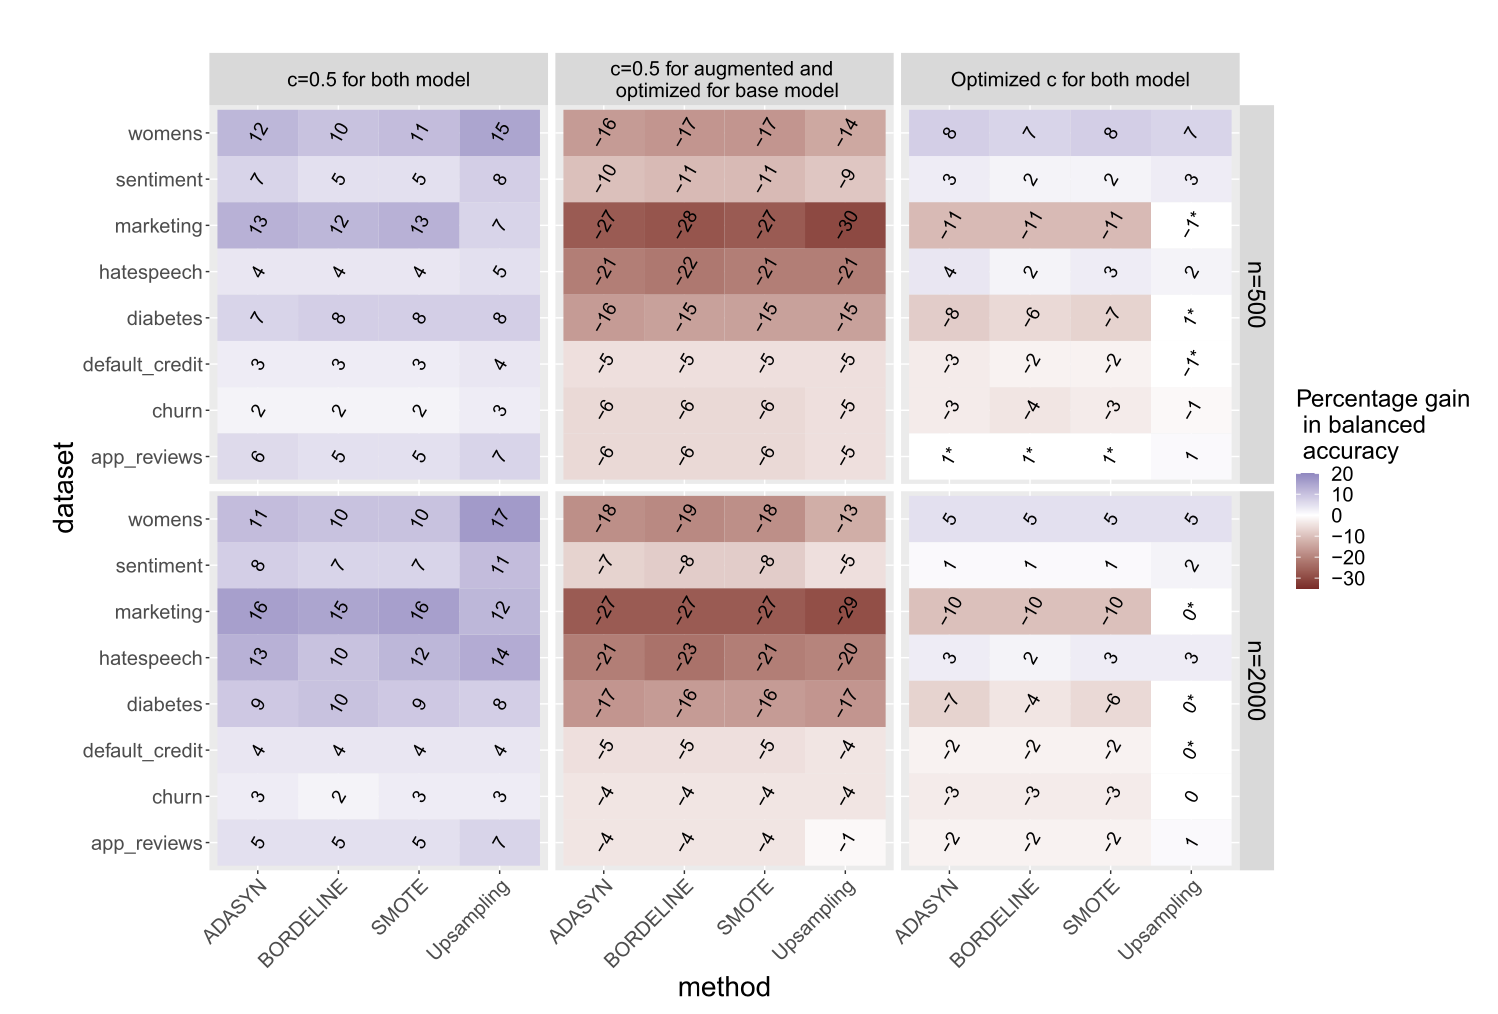 c=0.5 for both model
c=0.5 for augmented and
optimized for base model
Optimized c for both model
womens 12 10 11 15 −16 −17 −17 −14 8 7 8 7
sentiment 7 5 5 8 −10 −11 −11 −9 3 2 2 3
marketing 13 12 13 7 −27 −28 −27 −30 −11 −11 −11 −1*
hatespeech 4 4 4 5 −21 −22 −21 −21 4 2 3 2
diabetes 7 8 8 8 −16 −15 −15 −15 −8 −6 −7 1*
default_credit 3 3 3 4 −5 −5 −5 −5 −3 −2 −2 −1*
churn 2 2 2 3 −6 −6 −6 −5 −3 −4 −3 −1
app_reviews 6 5 5 7 −6 −6 −6 −5 1* 1* 1* 1
n=500
womens 11 10 10 17 −18 −19 −18 −13 5 5 5 5
sentiment 8 7 7 11 −7 −8 −8 −5 1 1 1 2
marketing 16 15 16 12 −27 −27 −27 −29 −10 −10 −10 0*
hatespeech 13 10 12 14 −21 −23 −21 −20 3 2 3 3
diabetes 9 10 9 8 −17 −16 −16 −17 −7 −4 −6 0*
default_credit 4 4 4 4 −5 −5 −5 −4 −2 −2 −2 0*
churn 3 2 3 3 −4 −4 −4 −4 −3 −3 −3 0
app_reviews 5 5 5 7 −4 −4 −4 −1 −2 −2 −2 1
n=2000
ADASYN BORDELINE SMOTE Upsampling ADASYN BORDELINE SMOTE Upsampling ADASYN BORDELINE SMOTE Upsampling
method
dataset
Percentage gain
in balanced
accuracy
20
10
0
−10
−20
−30